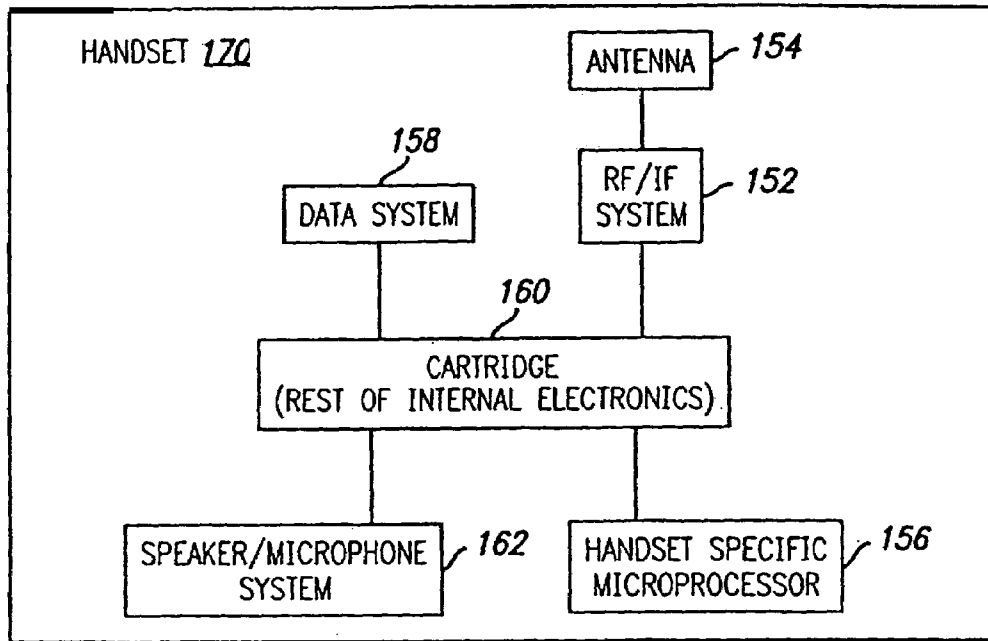 HANDSET 170
ANTENNA
154
158
DATA SYSTEM
RF/IF
SYSTEM
152
160
CARTRIDGE
(REST OF INTERNAL ELECTRONICS)
SPEAKER/MICROPHONE
SYSTEM
162
HANDSET SPECIFIC
MICROPROCESSOR
156